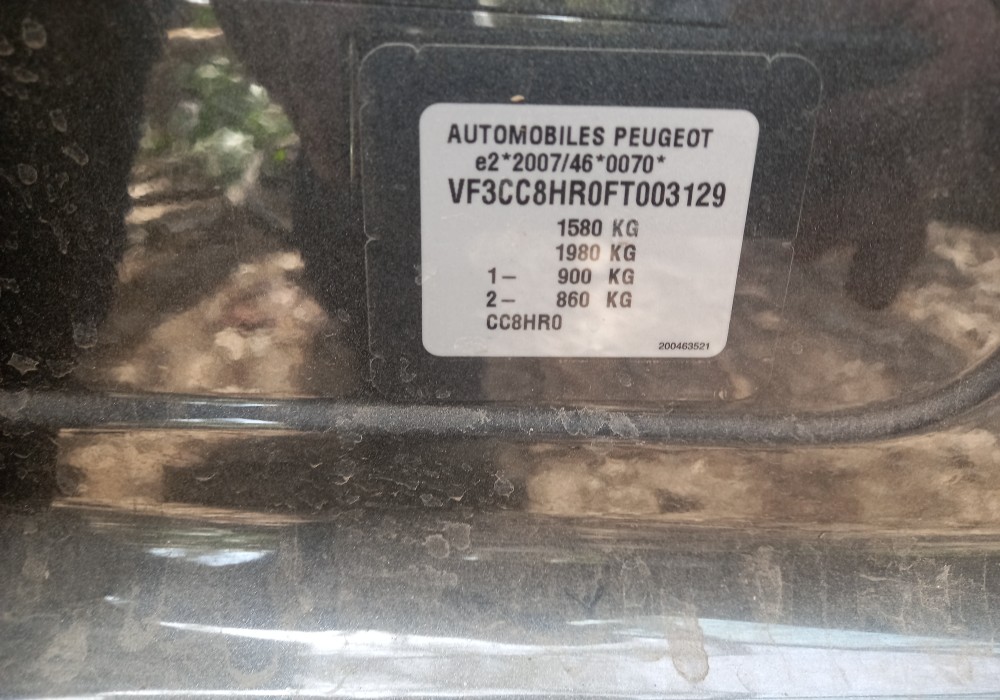 AUTOMOBILES PEUGEOT
e2*2007/46*0070*
VF3CC8HR0FT003129
1580 KG
1980 KG
1- 900 KG
2- 860 KG
CC8HR0
200463521